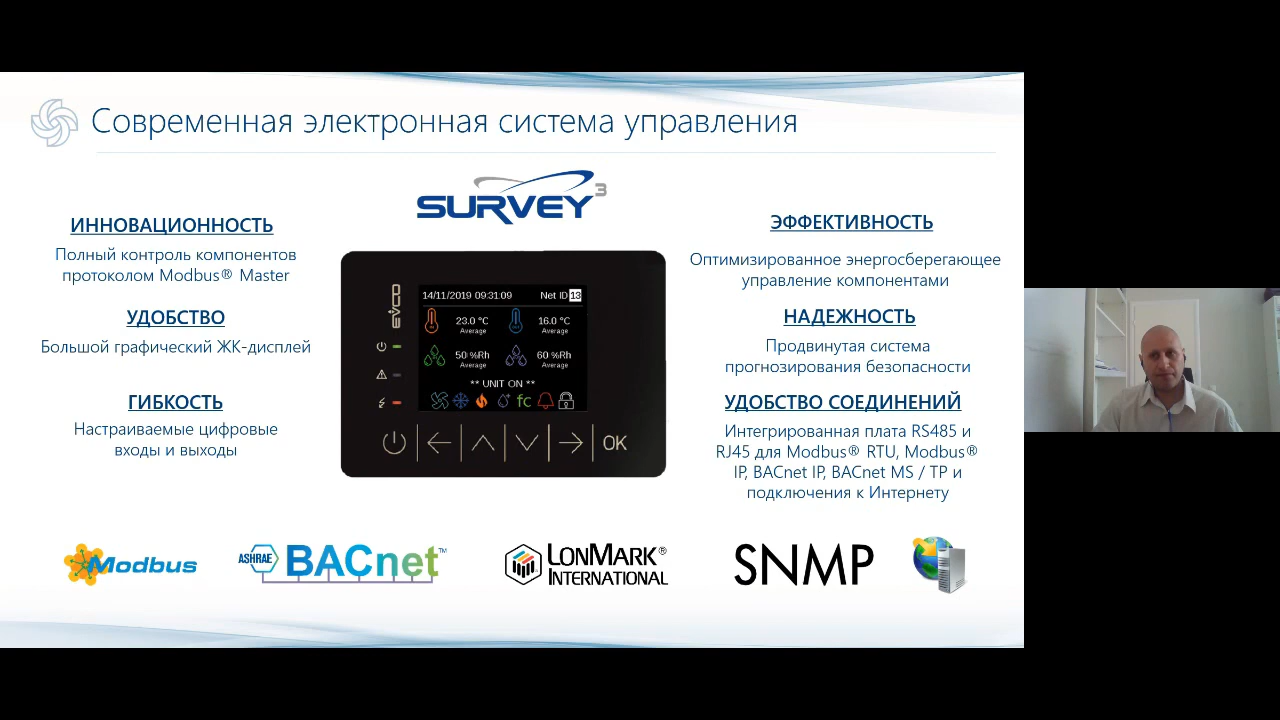 Современная электронная система управления
SURVEY3
ИННОВАЦИОННОСТЬ
Полный контроль компонентов
протоколом Modbus® Master
УДОБСТВО
Большой графический ЖК-дисплей
ГИБКОСТЬ
Настраиваемые цифровые
входы и выходы
EVCO
14/11/2019 09:31:09 Net ID 13
23.0 °C 16.0 °C
Average Average
50 %Rh 60 %Rh
Average Average
** UNIT ON **
fc
OK
ЭФФЕКТИВНОСТЬ
Оптимизированное энергосберегающее
управление компонентами
НАДЕЖНОСТЬ
Продвинутая система
прогнозирования безопасности
УДОБСТВО СОЕДИНЕНИЙ
Интегрированная плата RS485 и
RJ45 для Modbus® RTU, Modbus®
IP, BACnet IP, BACnet MS / TP и
подключения к Интернету
Modbus
ASHRAE BACnet™
LONMARK®
INTERNATIONAL
SNMP